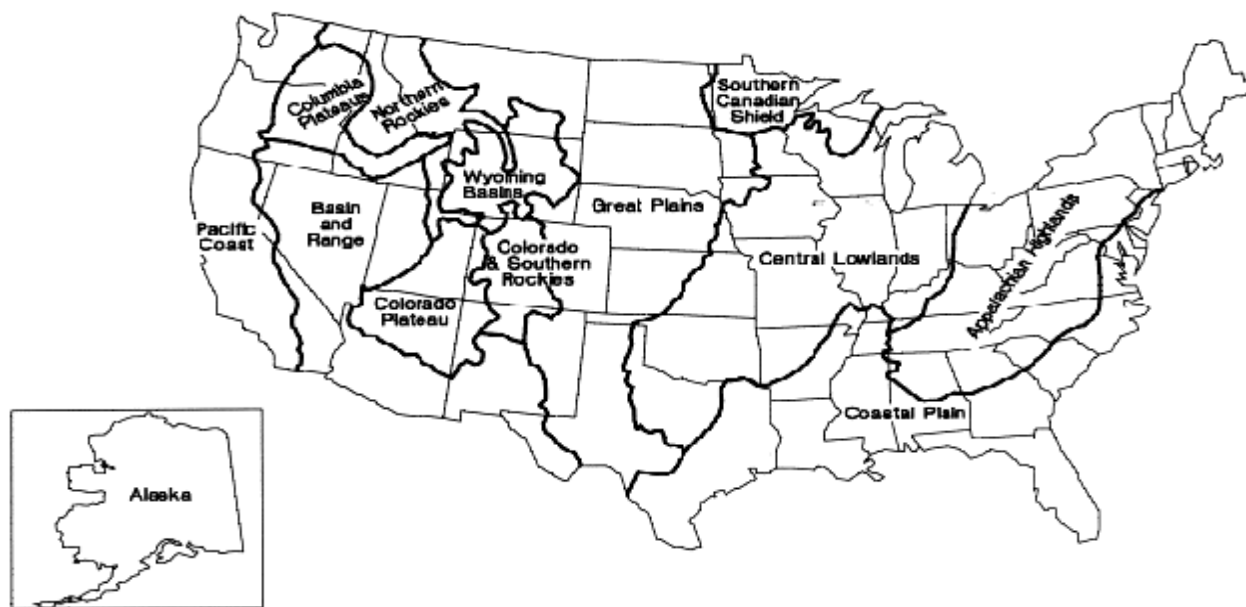 Southern
Canadian
Shield
Columbia
Plateaus
Northern
Rockies
Wyoming
Basins
Great Plains
Basin
and
Range
Pacific
Coast
Colorado
& Southern
Rockies
Central Lowlands
Appalachian Highlands
Colorado
Plateau
Coastal Plain
Alaska